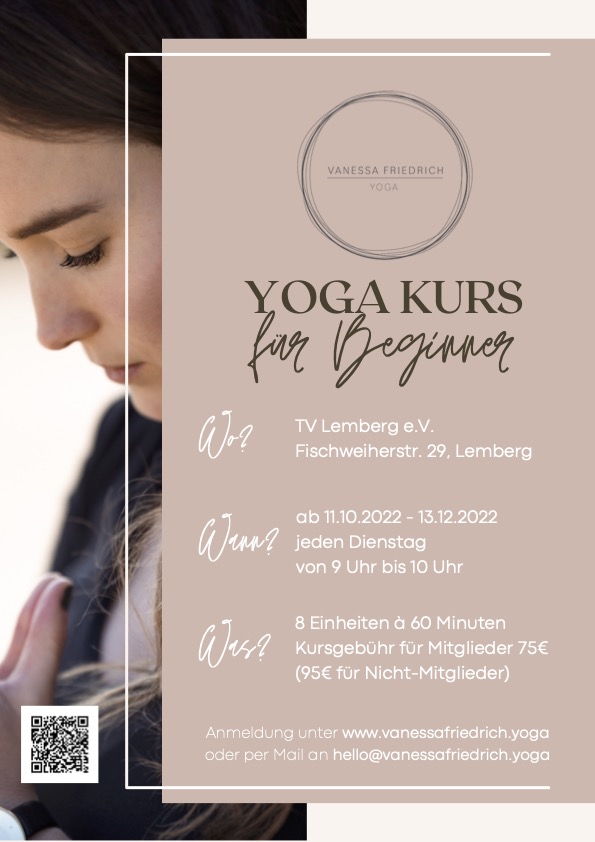 VANESSA FRIEDRICH
YOGA
YOGA KURS
für Beginner
Wo?
TV Lemberg e.V.
Fischweiherstr. 29, Lemberg
Wann?
ab 11.10.2022 - 13.12.2022
jeden Dienstag
von 9 Uhr bis 10 Uhr
Was?
8 Einheiten à 60 Minuten
Kursgebühr für Mitglieder 75€
(95€ für Nicht-Mitglieder)
Anmeldung unter www.vanessafriedrich.yoga
oder per Mail an hello@vanessafriedrich.yoga